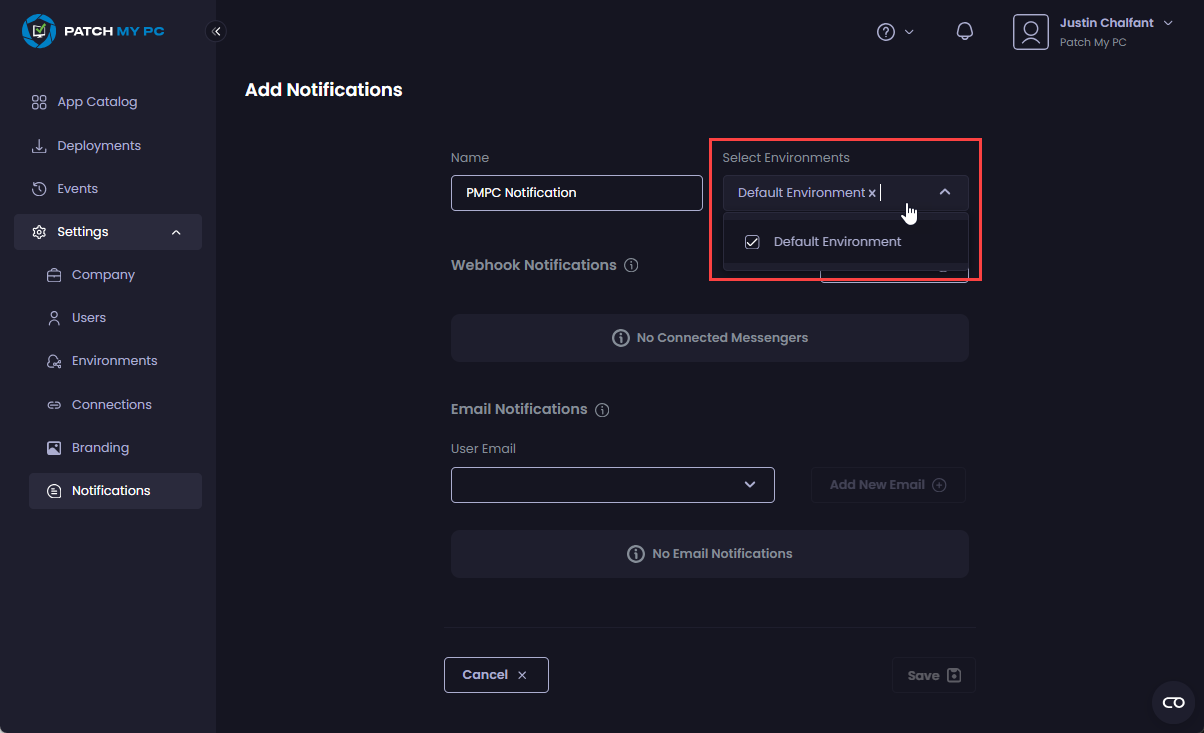 PATCH MY PC
Justin Chalfant
Patch My PC
Add Notifications
App Catalog
Deployments
Events
Settings
Company
Users
Environments
Connections
Branding
Notifications
Name
Select Environments
PMPC Notification
Default Environment x
Default Environment
Webhook Notifications
No Connected Messengers
Email Notifications
User Email
Add New Email
No Email Notifications
Cancel
Save